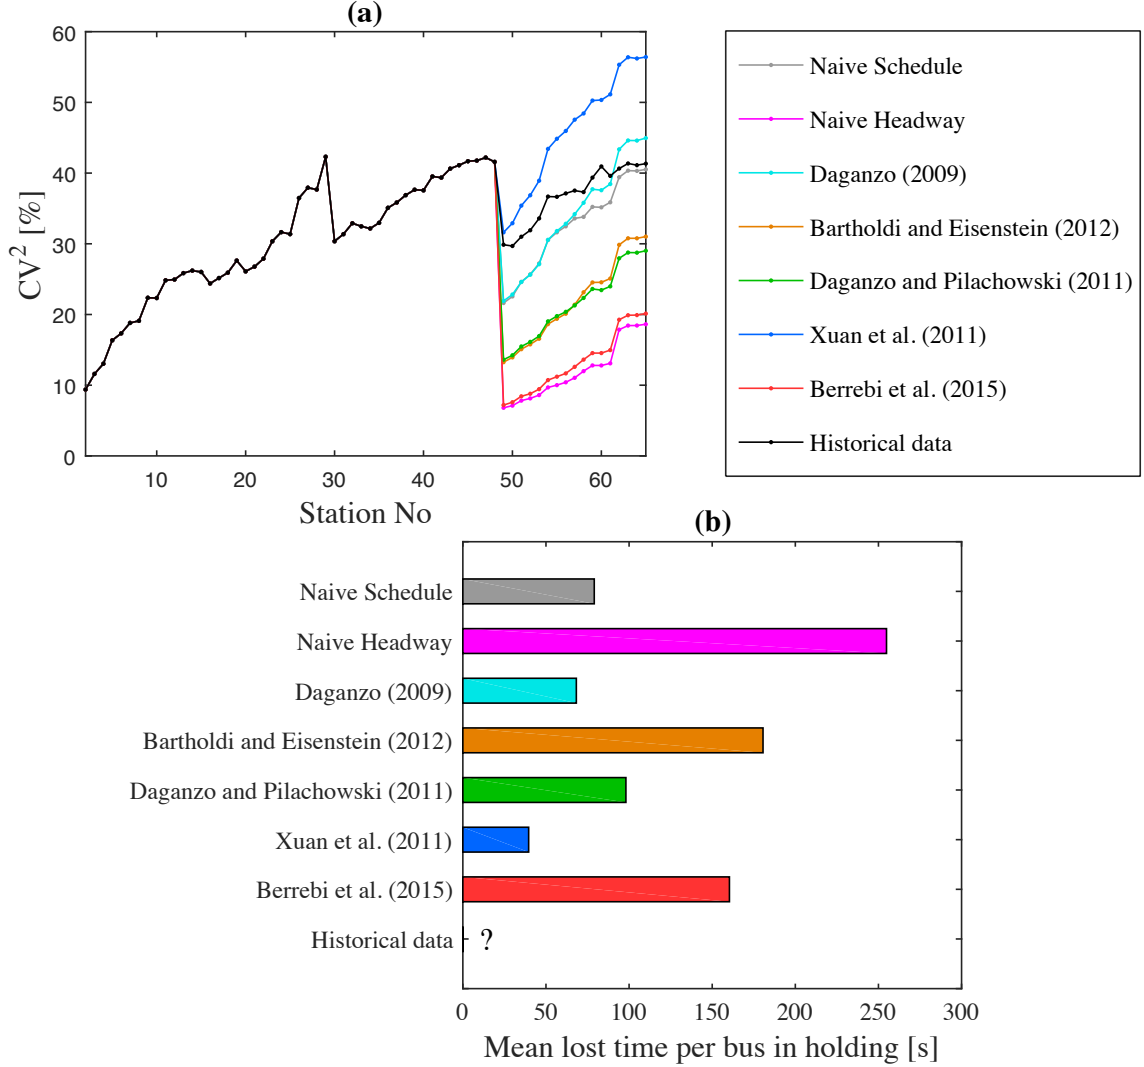 (a)
60
50
40
30
20
10
0
CV² [%]
10 20 30 40 50 60
Station No
Naive Schedule
Naive Headway
Daganzo (2009)
Bartholdi and Eisenstein (2012)
Daganzo and Pilachowski (2011)
Xuan et al. (2011)
Berrebi et al. (2015)
Historical data
(b)
Naive Schedule
Naive Headway
Daganzo (2009)
Bartholdi and Eisenstein (2012)
Daganzo and Pilachowski (2011)
Xuan et al. (2011)
Berrebi et al. (2015)
Historical data ?
0 50 100 150 200 250 300
Mean lost time per bus in holding [s]